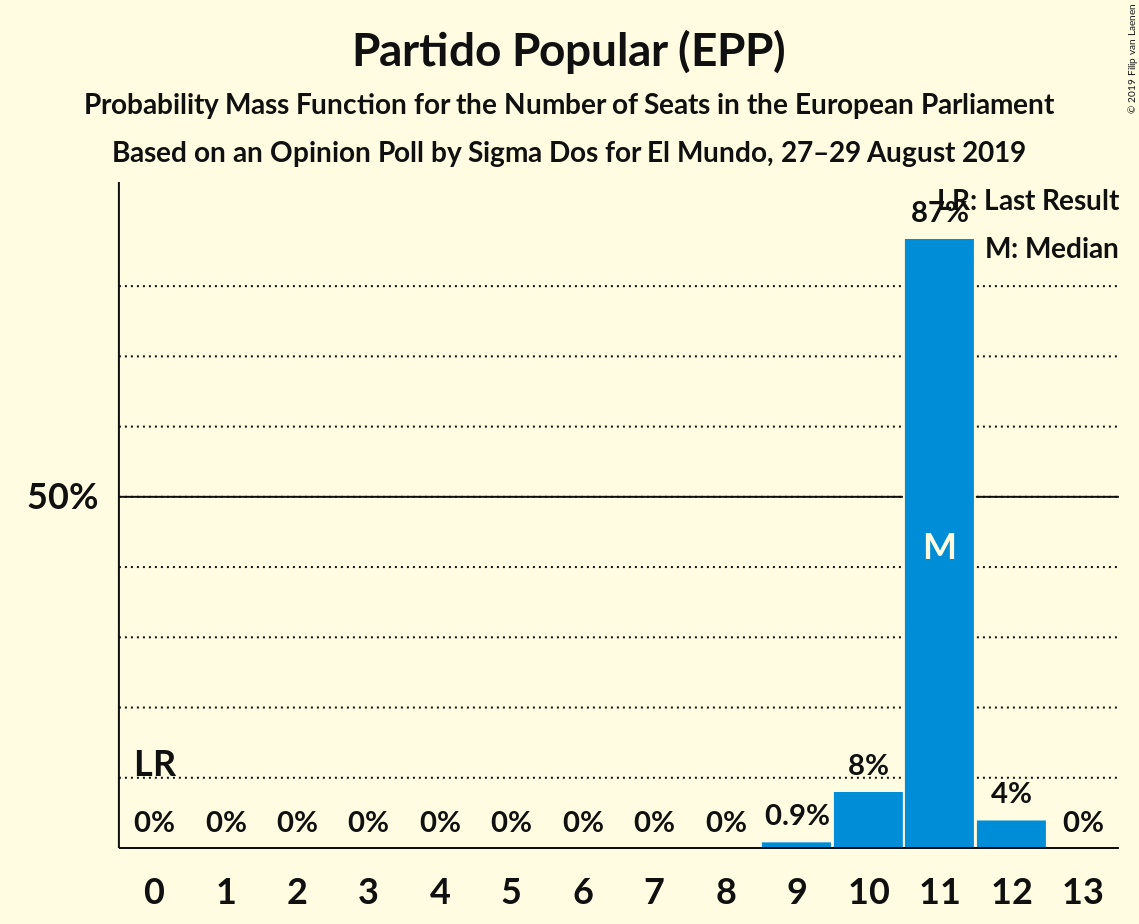 Partido Popular (EPP)
Probability Mass Function for the Number of Seats in the European Parliament
Based on an Opinion Poll by Sigma Dos for El Mundo, 27–29 August 2019
© 2019 Filip van Laenen
LR: Last Result
87%
M: Median
50%
M
LR
8%
4%
0% 0% 0% 0% 0% 0% 0% 0% 0% 0.9% 0%
0 1 2 3 4 5 6 7 8 9 10 11 12 13